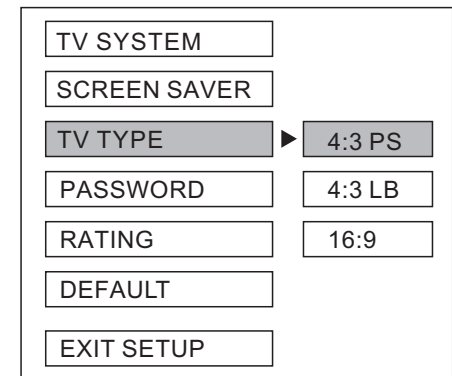 TV SYSTEM
SCREEN SAVER
TV TYPE
4:3 PS
PASSWORD
4:3 LB
RATING
16:9
DEFAULT
EXIT SETUP